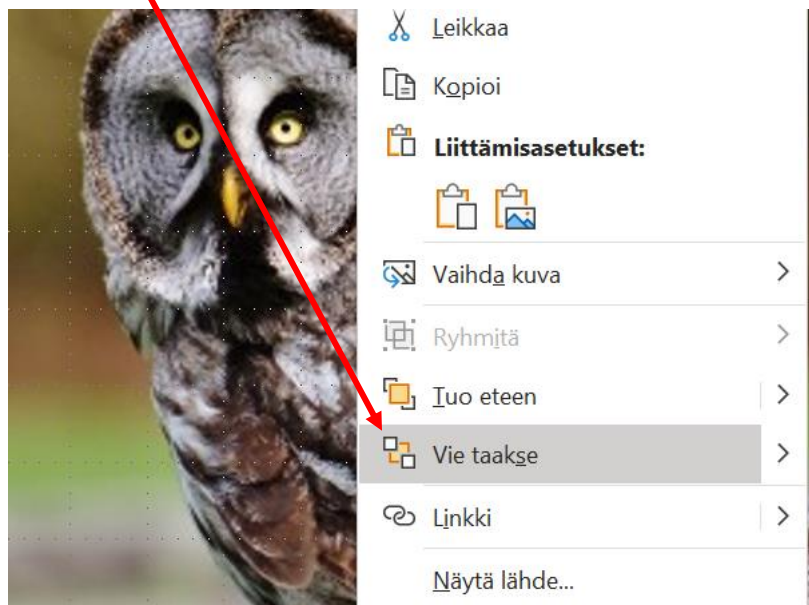 Leikkaa
Kopioi
Liittämisasetukset:
Vaihda kuva
Ryhmitä
Tuo eteen
Vie taakse
Linkki
Näytä lähde...